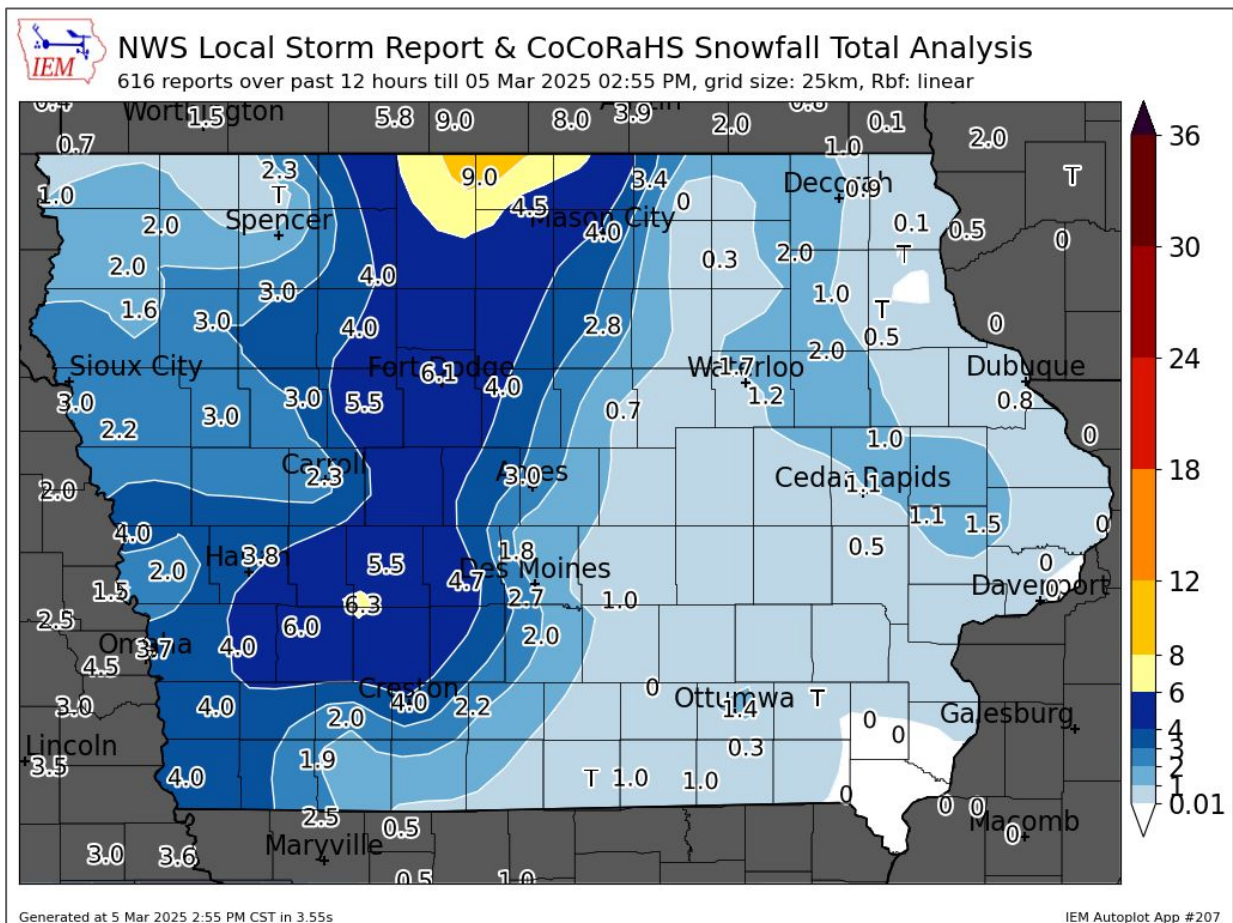 IEM
NWS Local Storm Report & CoCoRaHS Snowfall Total Analysis
616 reports over past 12 hours till 05 Mar 2025 02:55 PM, grid size: 25km, Rbf: linear
Worthington
1.5 5.8 9.0 8.0 3.9 2.0 0.1 2.0
0.7 1.0
36
2.3 9.0 3.4 Decorah 0.9 T
1.0 T 4.5 0
2.0 Spencer Mason City 4.0 0.1 0.5 0
2.0 4.0 0.3 2.0 T
30
3.0 1.0
1.6 3.0 4.0 2.8 T 0.5 0
Sioux City Fort Dodge 6.1 4.0 Waterloo 1.7 2.0 Dubuque
24
3.0 3.0 3.0 5.5 0.7 1.2 0.8
2.2 1.0 0
Carroll 2.3 Ames 3.0 Cedar Rapids 1.1
18
2.0 1.1 1.5 0
4.0 3.8 5.5 1.8 Des Moines 0.5 0
2.0 4.7 Davenport 0
12
1.5 6.3 2.7 1.0
2.5 6.0 2.0
Omaha 3.7 4.0
8
4.5
3.0 4.0 2.0 Creston 4.0 2.2 0 Ottumwa 1.4 T 0 0 Galesburg
6
Lincoln 3.5 1.9 0.3
4
3
4.0 T 1.0 1.0 0 0 0
2
1
0.01
2.5 0.5 Macomb 0
Maryville
3.0 3.6
Generated at 5 Mar 2025 2:55 PM CST in 3.55s
IEM Autoplot App #207